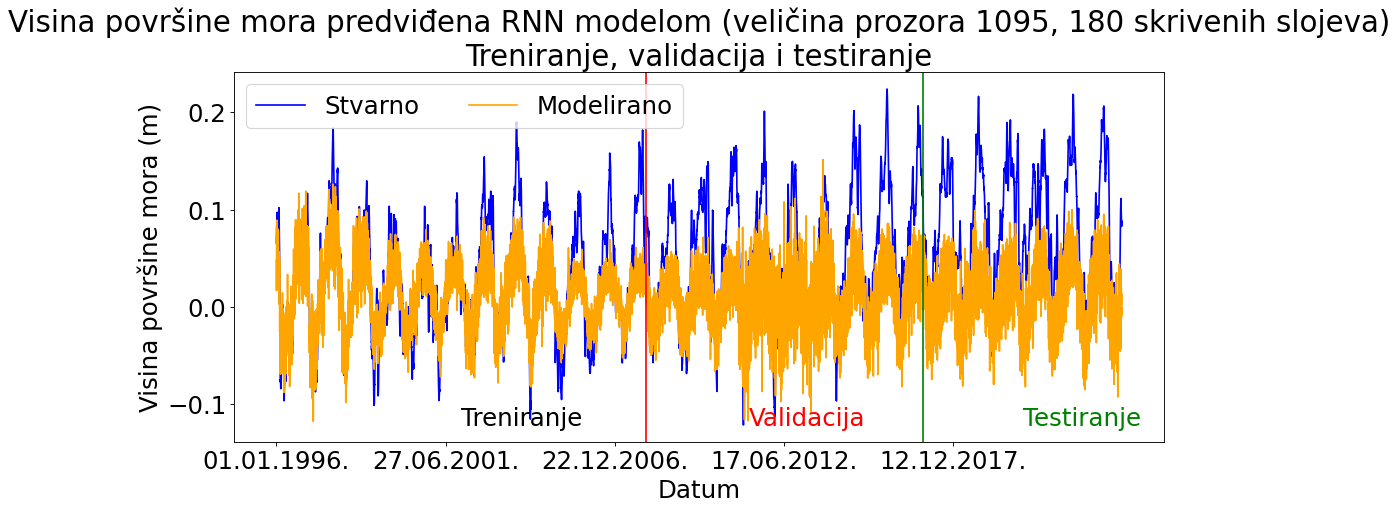 Visina površine mora predviđena RNN modelom (veličina prozora 1095, 180 skrivenih slojeva)
Treniranje, validacija i testiranje
Stvarno
Modelirano
Visina površine mora (m)
0.2
0.1
0.0
−0.1
Treniranje
Validacija
Testiranje
01.01.1996.
27.06.2001.
22.12.2006.
17.06.2012.
12.12.2017.
Datum